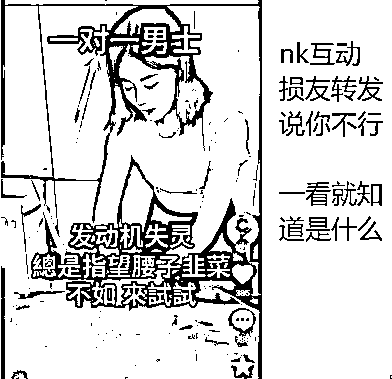 一对一男士
发动机失灵
總是指望腰子韭菜
不如 來試試
nk互动
损友转发
说你不行
一看就知
道是什么